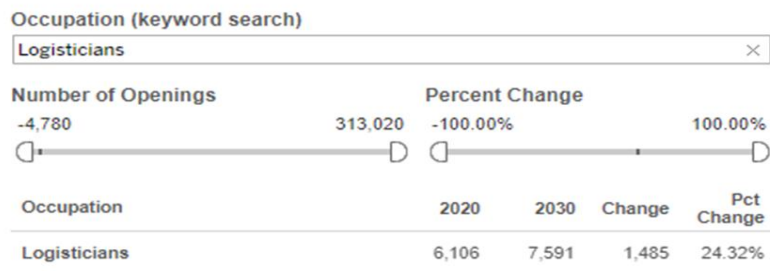 Occupation (keyword search)
Logisticians ×
Number of Openings Percent Change
-4,780 313,020 -100.00% 100.00%
Occupation 2020 2030 Change Pct Change
Logisticians 6,106 7,591 1,485 24.32%